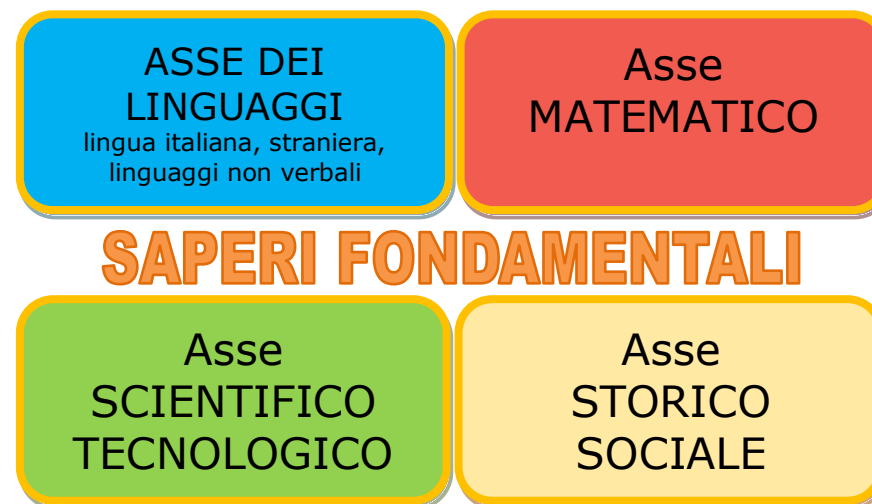 ASSE DEI
LINGUAGGI
lingua italiana, straniera,
linguaggi non verbali
Asse
MATEMATICO
SAPERI FONDAMENTALI
Asse
SCIENTIFICO
TECNOLOGICO
Asse
STORICO
SOCIALE